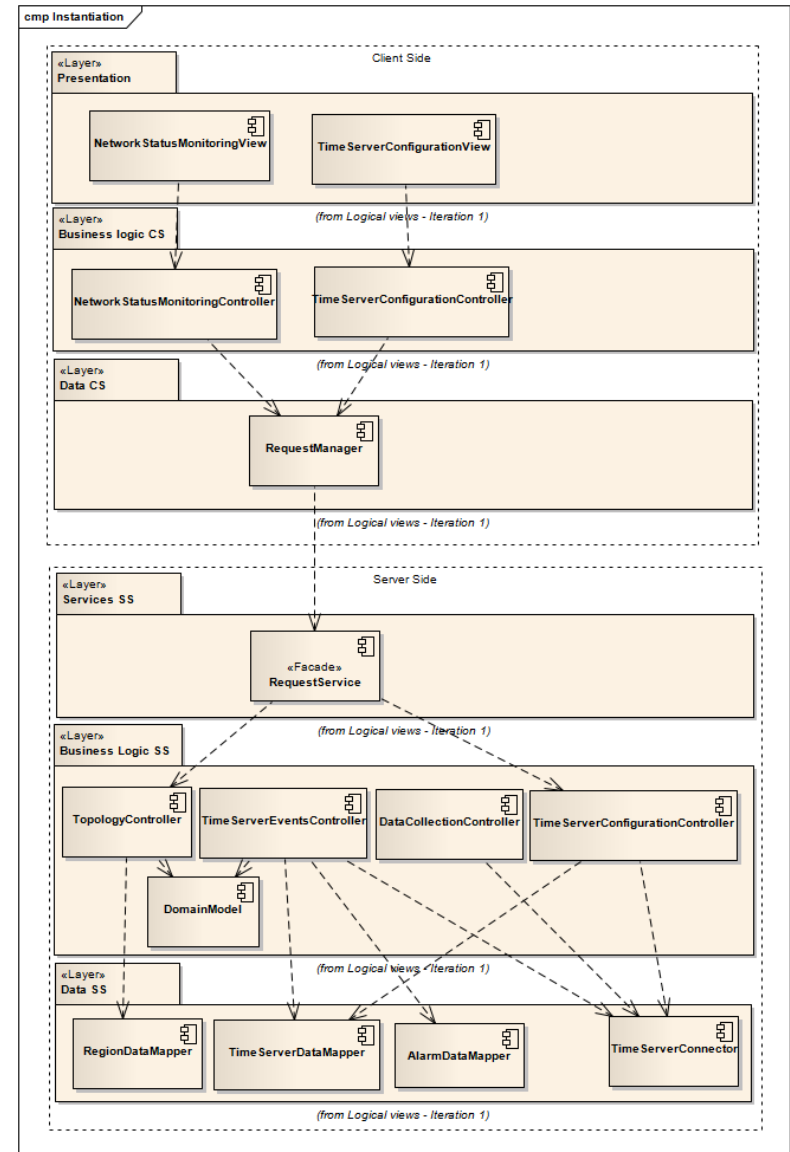 cmp Instantiation
Client Side
«Layer»
Presentation
NetworkStatusMonitoringView
TimeServerConfigurationView
(from Logical views - Iteration 1)
«Layer»
Business logic CS
NetworkStatusMonitoringController
TimeServerConfigurationController
(from Logical views - Iteration 1)
«Layer»
Data CS
RequestManager
(from Logical views - Iteration 1)
Server Side
«Layer»
Services SS
«Facade»
RequestService
(from Logical views - Iteration 1)
«Layer»
Business Logic SS
TopologyController
TimeServerEventsController
DataCollectionController
TimeServerConfigurationController
DomainModel
(from Logical views - Iteration 1)
«Layer»
Data SS
RegionDataMapper
TimeServerDataMapper
AlarmDataMapper
TimeServerConnector
(from Logical views - Iteration 1)